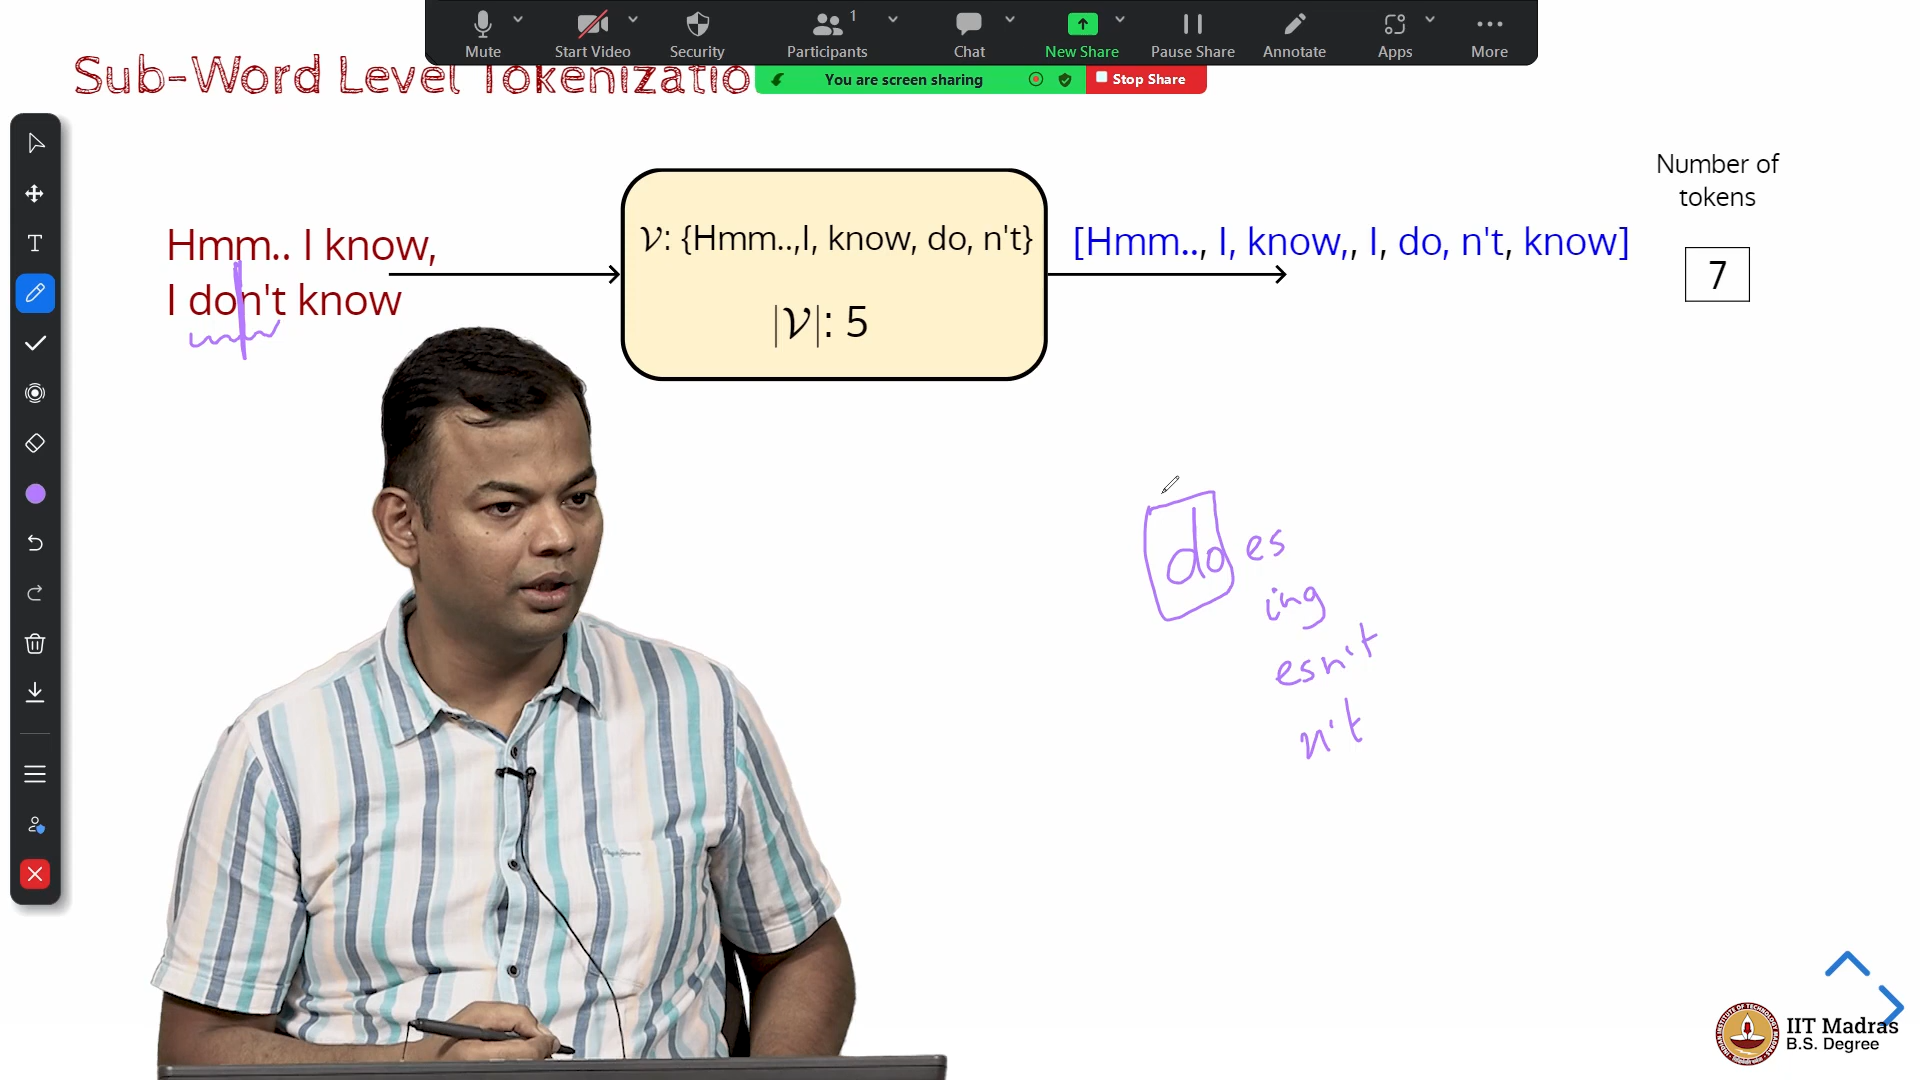 Mute
Start Video
Security
Participants
1
Chat
New Share
Pause Share
Annotate
Apps
More
You are screen sharing
Stop Share
Sub-Word Level Tokenizatio
Number of
tokens
Hmm.. I know,
I don't know
𝒱: {Hmm..,I, know, do, n't}
|𝒱|: 5
[Hmm.., I, know,, I, do, n't, know]
7
T
do es
ing
esn't
n't
IIT Madras
B.S. Degree